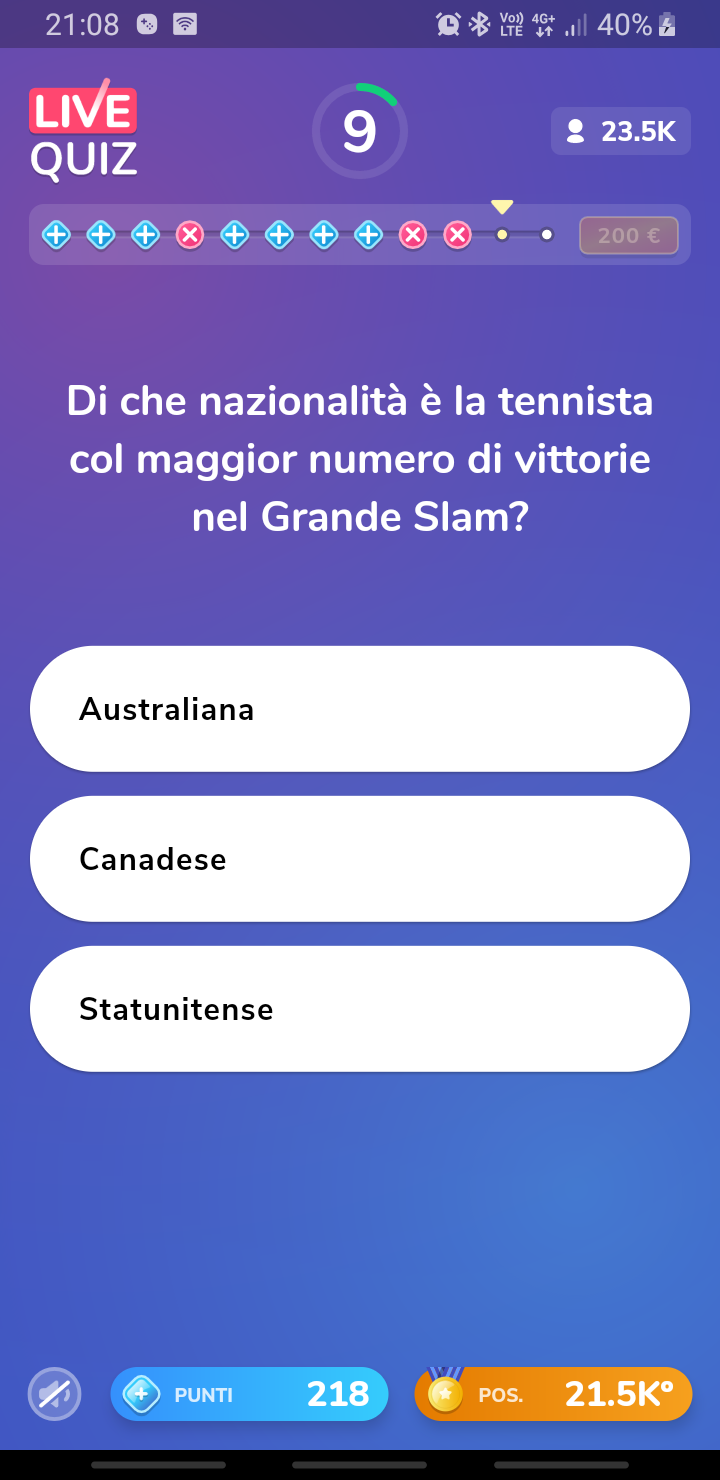 21:08
Vo)) LTE 4G+ 40%
LIVE
QUIZ
9
23.5K
200 €
Di che nazionalità è la tennista
col maggior numero di vittorie
nel Grande Slam?
Australiana
Canadese
Statunitense
PUNTI 218
POS. 21.5Kº